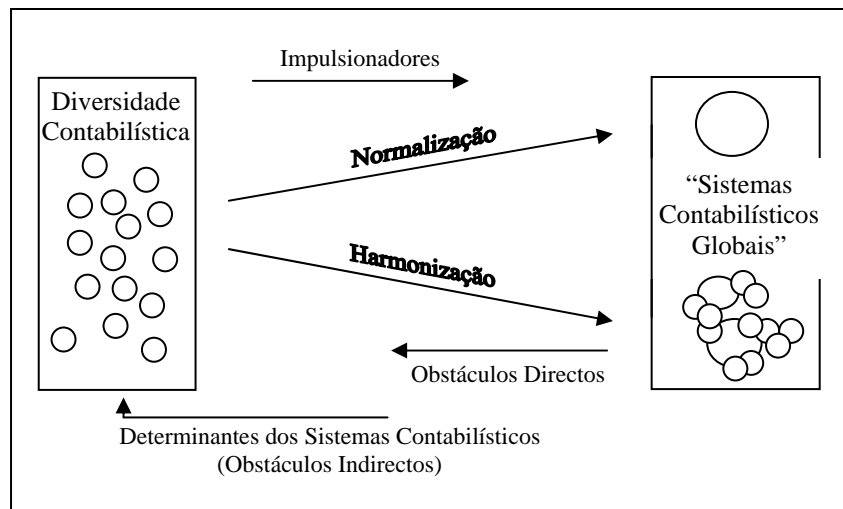 Impulsionadores
Diversidade
Contabilística
Normalização
“Sistemas
Contabilísticos
Globais”
Harmonização
Obstáculos Directos
Determinantes dos Sistemas Contabilísticos
(Obstáculos Indirectos)